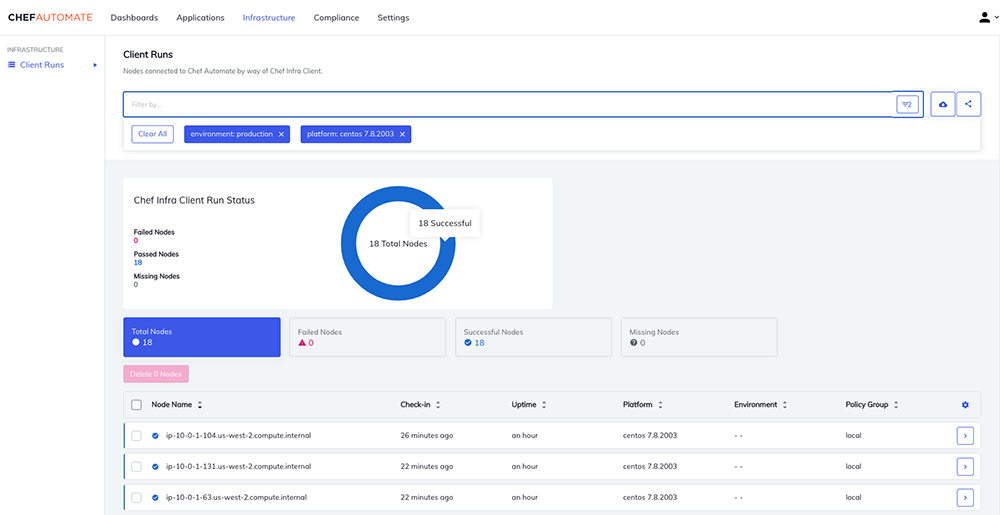 CHEFAUTOMATE Dashboards Applications Infrastructure Compliance Settings
INFRASTRUCTURE
Client Runs
Client Runs
Nodes connected to Chef Automate by way of Chef Infra Client.
Filter by... 2
Clear All environment: production platform: centos 7.8.2003
Chef Infra Client Run Status
Failed Nodes
0
Passed Nodes
18
Missing Nodes
0
18 Successful
18 Total Nodes
Total Nodes
18
Failed Nodes
0
Successful Nodes
18
Missing Nodes
0
Delete 0 Nodes
Node Name Check-in Uptime Platform Environment Policy Group
ip-10-0-1-104.us-west-2.compute.internal 26 minutes ago an hour centos 7.8.2003 - - local
ip-10-0-1-131.us-west-2.compute.internal 22 minutes ago an hour centos 7.8.2003 - - local
ip-10-0-1-63.us-west-2.compute.internal 22 minutes ago an hour centos 7.8.2003 - - local